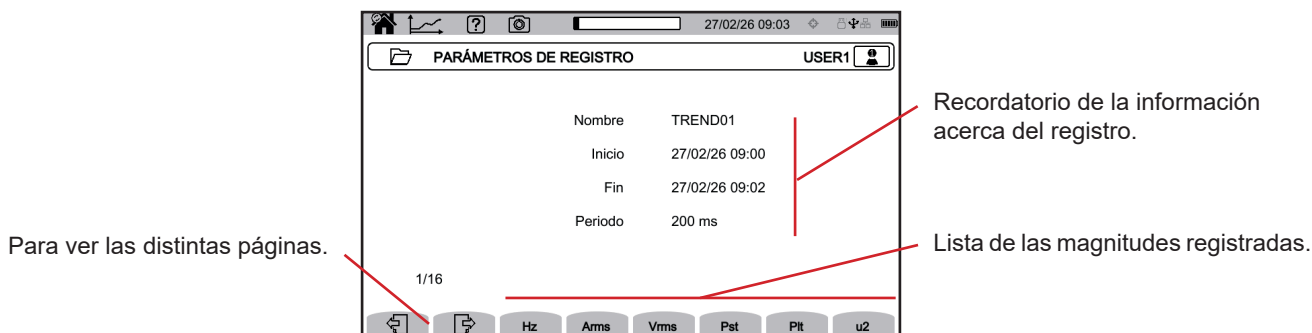 27/02/26 09:03
PARÁMETROS DE REGISTRO USER1
Nombre TREND01
Inicio 27/02/26 09:00
Fin 27/02/26 09:02
Periodo 200 ms
1/16
Hz Arms Vrms Pst Plt u2
Recordatorio de la información
acerca del registro.
Para ver las distintas páginas.
Lista de las magnitudes registradas.